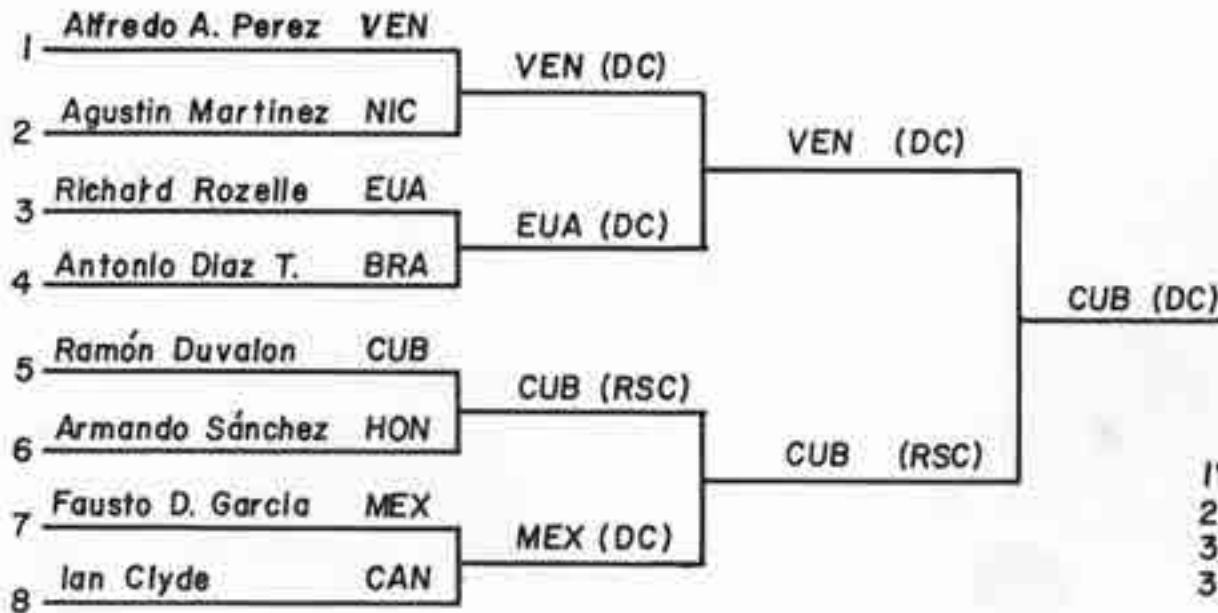 1 Alfredo A. Perez VEN
VEN (DC)
2 Agustin Martinez NIC
VEN (DC)
3 Richard Rozelle EUA
EUA (DC)
4 Antonio Diaz T. BRA
CUB (DC)
5 Ramón Duvalon CUB
CUB (RSC)
6 Armando Sánchez HON
CUB (RSC)
7 Fausto D. Garcia MEX
MEX (DC)
8 Ian Clyde CAN
2
3
3